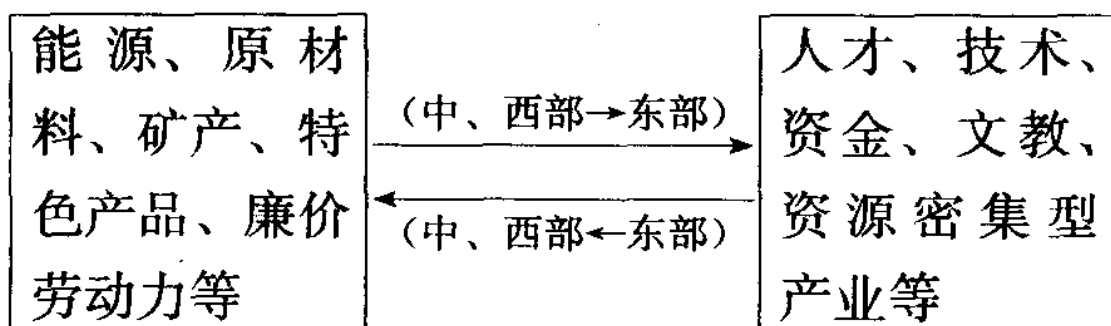 能源、原材
料、矿产、特
色产品、廉价
劳动力等
（中、西部→东部）
（中、西部←东部）
人才、技术、
资金、文教、
资源密集型
产业等